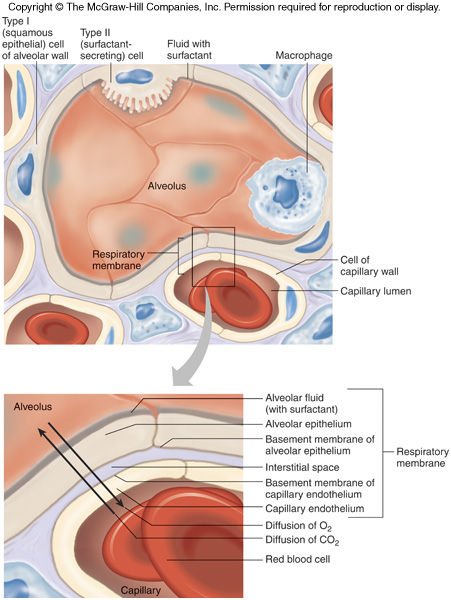 Copyright © The McGraw-Hill Companies, Inc. Permission required for reproduction or display.
Type I
(squamous
epithelial) cell
of alveolar wall
Type II
(surfactant-
secreting) cell
Fluid with
surfactant
Macrophage
Alveolus
Respiratory
membrane
Cell of
capillary wall
Capillary lumen
Alveolus
Alveolar fluid
(with surfactant)
Alveolar epithelium
Basement membrane of
alveolar epithelium
Interstitial space
Basement membrane of
capillary endothelium
Capillary endothelium
Respiratory
membrane
Diffusion of O₂
Diffusion of CO₂
Red blood cell
Capillary